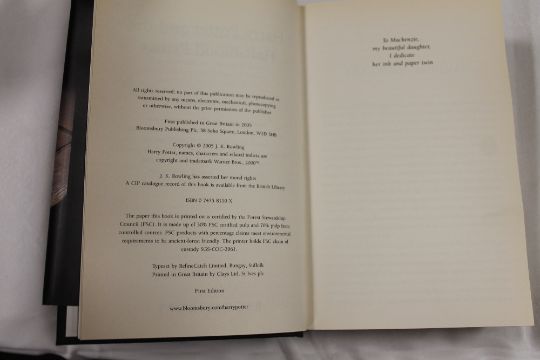 All rights reserved; no part of this publication may be reproduced or
transmitted by any means, electronic, mechanical, photocopying
or otherwise, without the prior permission of the publisher
First published in Great Britain in 2005
Bloomsbury Publishing Plc, 38 Soho Square, London, W1D 3HB
Copyright © 2005 J. K. Rowling
Harry Potter, names, characters and related indicia are
copyright and trademark Warner Bros., 2000™
J. K. Rowling has asserted her moral rights
A CIP catalogue record of this book is available from the British Library
ISBN 0 7475 8110 X
The paper this book is printed on is certified by the Forest Stewardship
Council (FSC). It is made up of 30% FSC certified pulp and 70% pulp from
controlled sources. FSC products with percentage claims meet environmental
requirements to be ancient-forest friendly. The printer holds FSC chain of
custody SGS-COC-2061.
Typeset by RefineCatch Limited, Bungay, Suffolk
Printed in Great Britain by Clays Ltd, St Ives plc
First Edition
www.bloomsbury.com/harrypotter
To Mackenzie,
my beautiful daughter,
I dedicate
her ink and paper twin